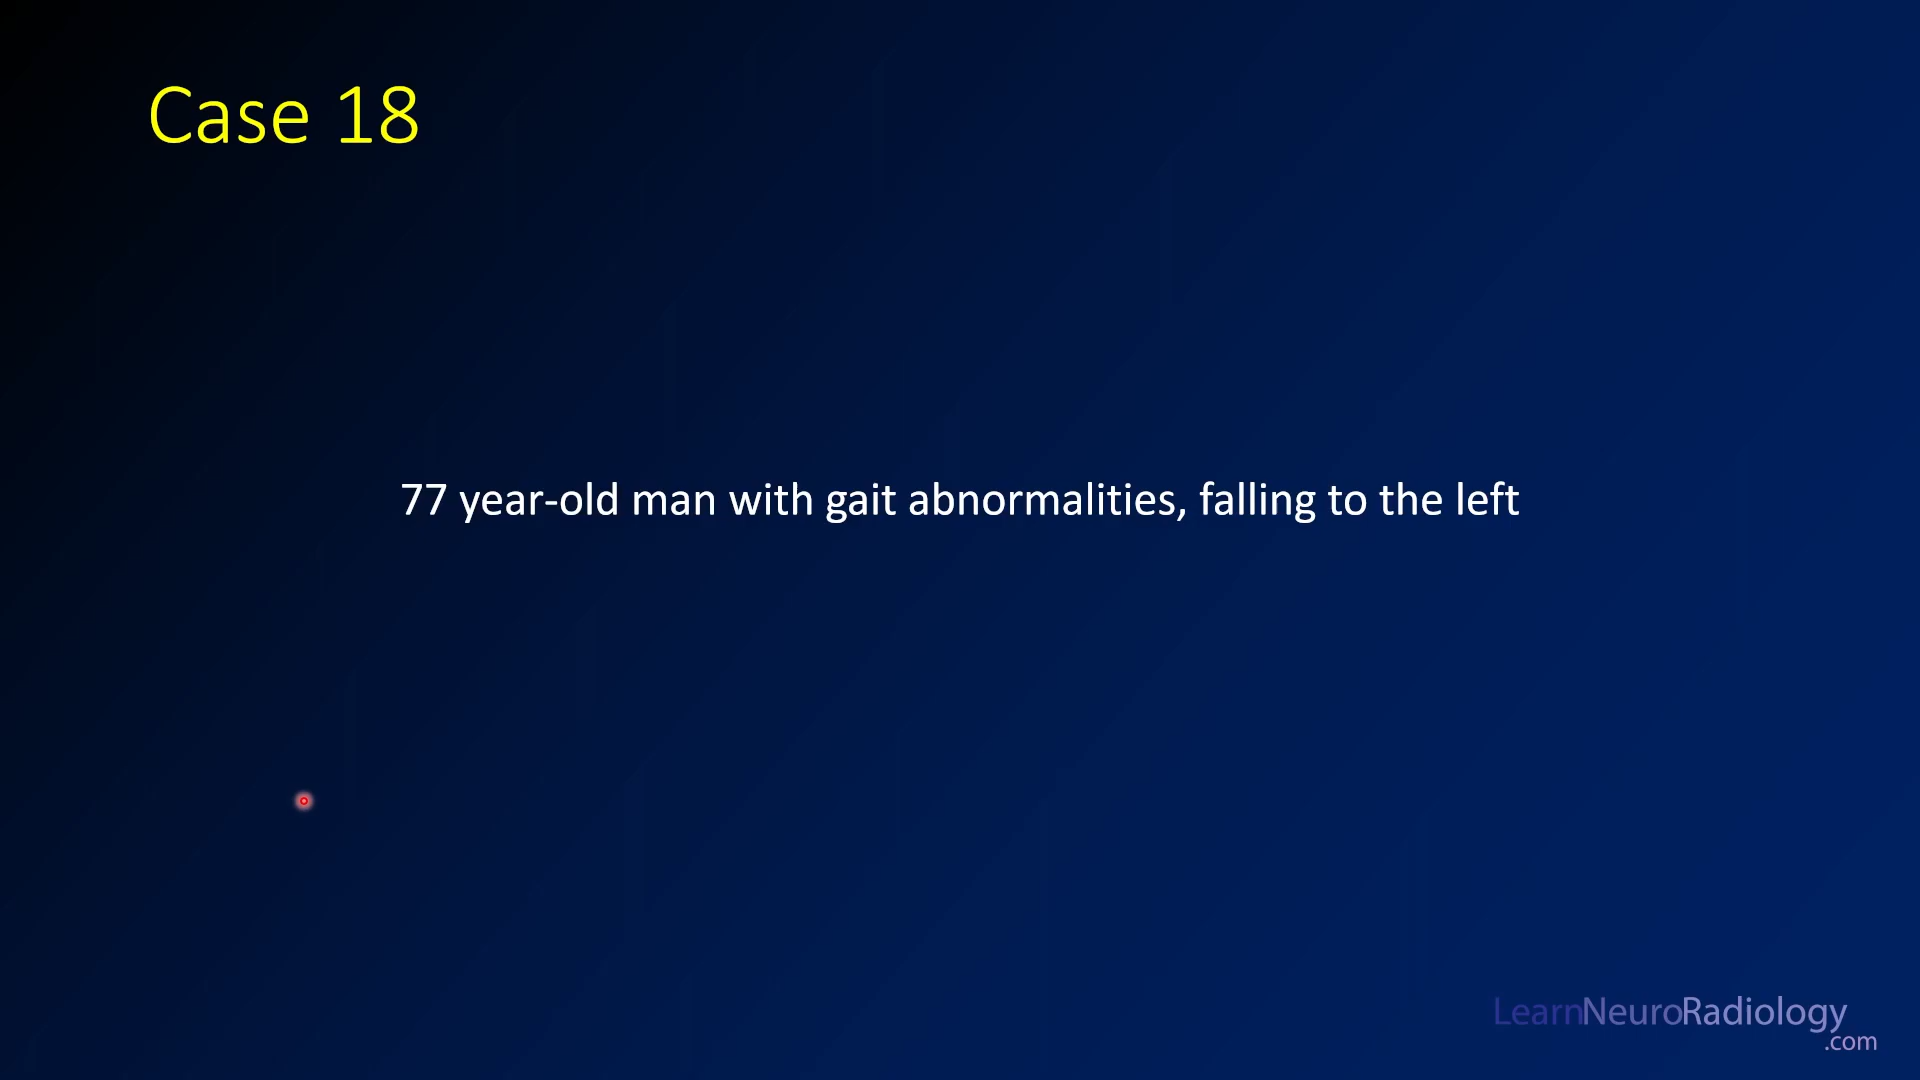 Case 18
77 year-old man with gait abnormalities, falling to the left
LearnNeuroRadiology
.com